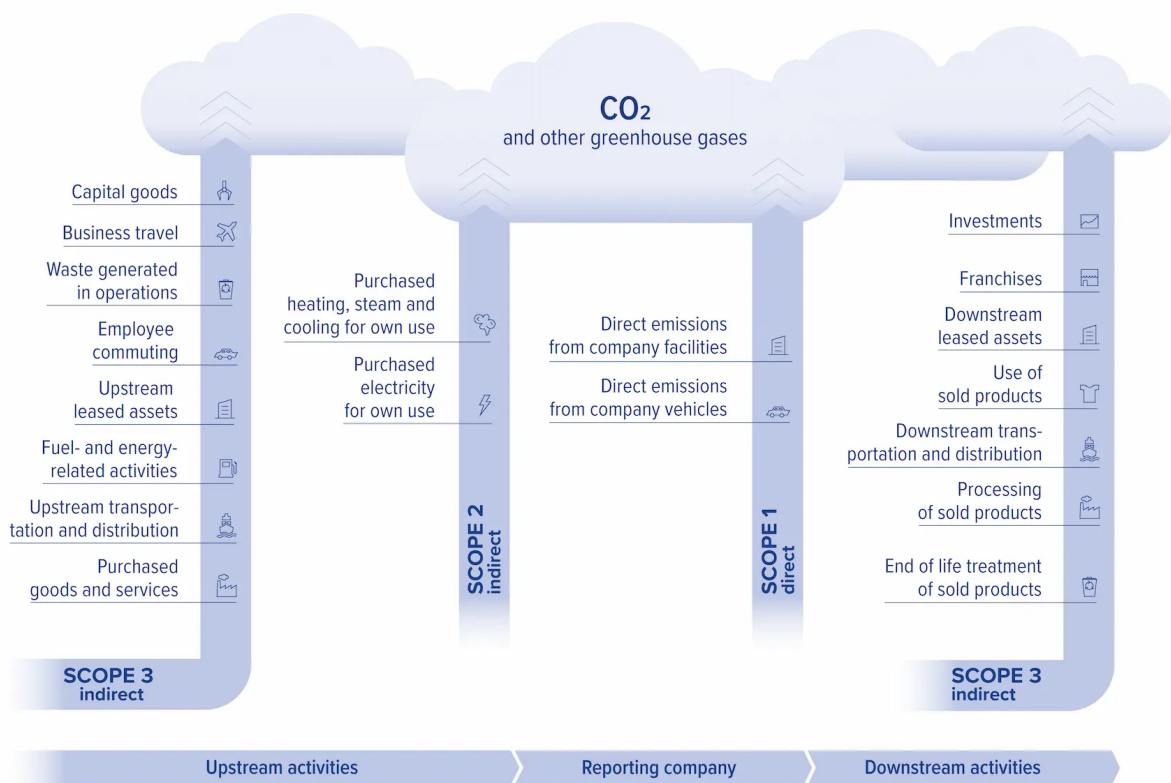 CO2
and other greenhouse gases
Capital goods
Business travel
Waste generated
in operations
Employee
commuting
Upstream
leased assets
Fuel- and energy-
related activities
Upstream transpor-
tation and distribution
Purchased
goods and services
SCOPE 3
indirect
Purchased
heating, steam and
cooling for own use
Purchased
electricity
for own use
SCOPE 2
indirect
Direct emissions
from company facilities
Direct emissions
from company vehicles
SCOPE 1
direct
Investments
Franchises
Downstream
leased assets
Use of
sold products
Downstream trans-
portation and distribution
Processing
of sold products
End of life treatment
of sold products
SCOPE 3
indirect
Upstream activities
Reporting company
Downstream activities